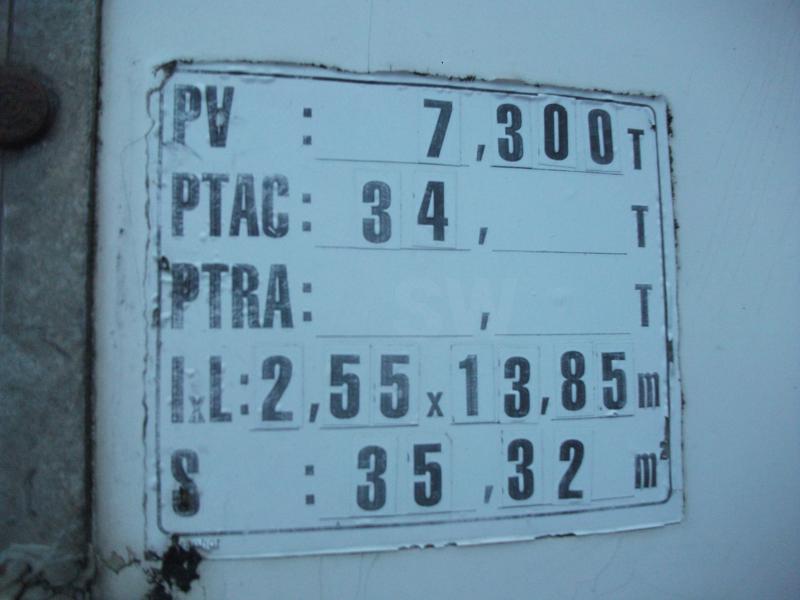 PV : 7,300 T
PTAC: 34, T
PTRA: , T
lxL: 2,55 x 13,85 m
S : 35,32 m²